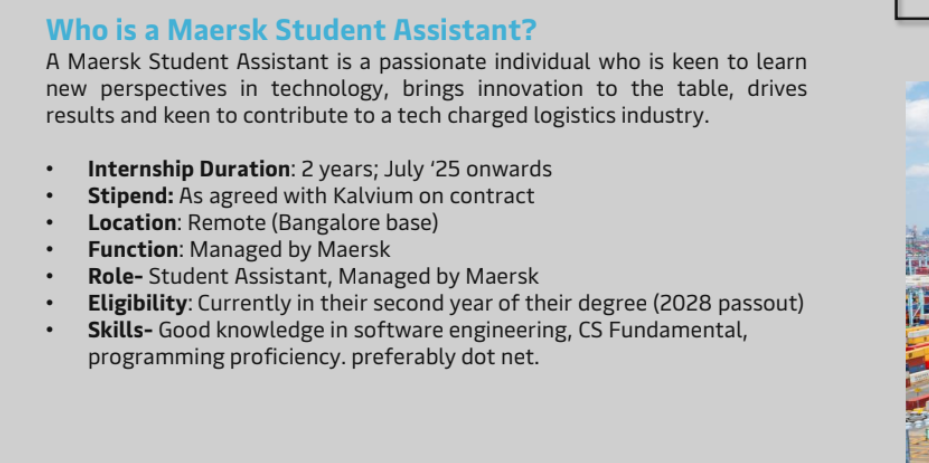 Who is a Maersk Student Assistant?
A Maersk Student Assistant is a passionate individual who is keen to learn
new perspectives in technology, brings innovation to the table, drives
results and keen to contribute to a tech charged logistics industry.
• Internship Duration: 2 years; July ‘25 onwards
• Stipend: As agreed with Kalvium on contract
• Location: Remote (Bangalore base)
• Function: Managed by Maersk
• Role- Student Assistant, Managed by Maersk
• Eligibility: Currently in their second year of their degree (2028 passout)
• Skills- Good knowledge in software engineering, CS Fundamental,
programming proficiency. preferably dot net.